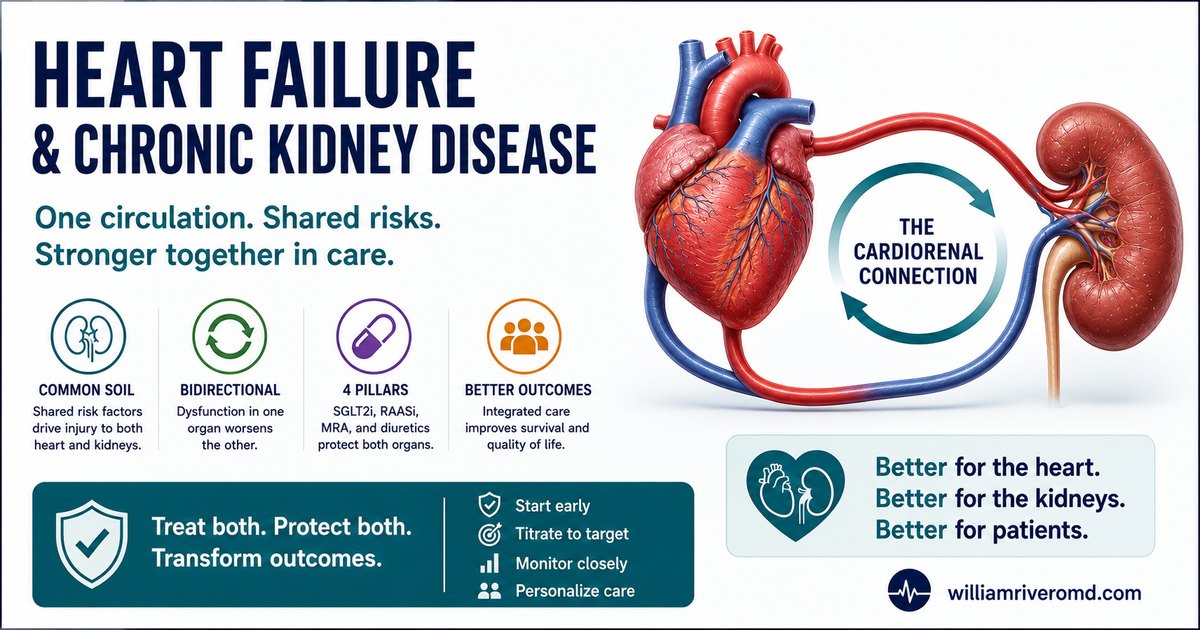 HEART FAILURE
& CHRONIC KIDNEY DISEASE
One circulation. Shared risks.
Stronger together in care.
COMMON SOIL
Shared risk factors
drive injury to both
heart and kidneys.
BIDIRECTIONAL
Dysfunction in one
organ worsens
the other.
4 PILLARS
SGLT2i, RAASi,
MRA, and diuretics
protect both organs.
BETTER OUTCOMES
Integrated care
improves survival and
quality of life.
THE
CARDIORENAL
CONNECTION
Treat both. Protect both.
Transform outcomes.
Start early
Titrate to target
Monitor closely
Personalize care
Better for the heart.
Better for the kidneys.
Better for patients.
williamriveromd.com